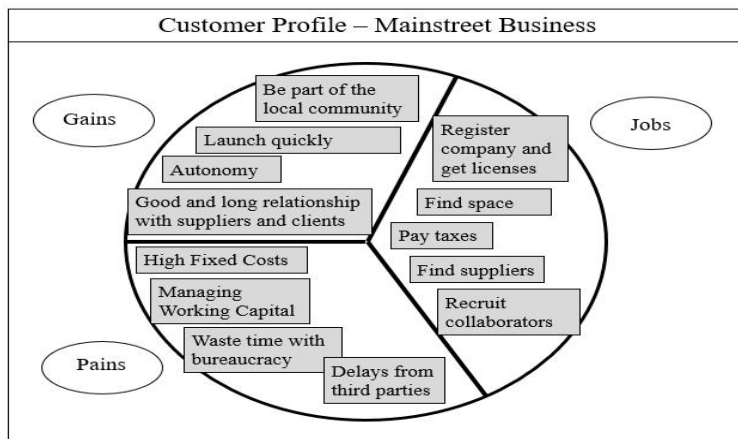 Customer Profile – Mainstreet Business
Gains
Be part of the
local community
Launch quickly
Autonomy
Good and long relationship
with suppliers and clients
Jobs
Register
company and
get licenses
Find space
Pay taxes
Find suppliers
Recruit
collaborators
Pains
High Fixed Costs
Managing
Working Capital
Waste time with
bureaucracy
Delays from
third parties